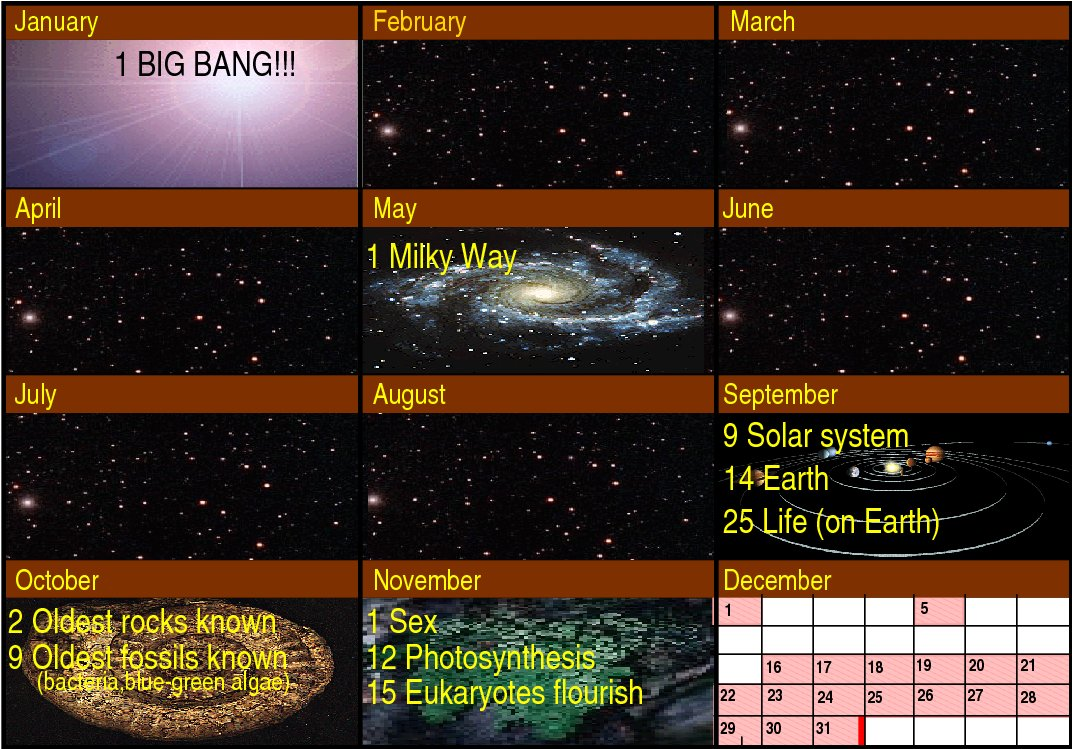 January
1 BIG BANG!!!
February
March
April
May
1 Milky Way
June
July
August
September
9 Solar system
14 Earth
25 Life (on Earth)
October
2 Oldest rocks known
9 Oldest fossils known
(bacteria,blue-green algae)
November
1 Sex
12 Photosynthesis
15 Eukaryotes flourish
December
1 5
16 17 18 19 20 21
22 23 24 25 26 27 28
29 30 31